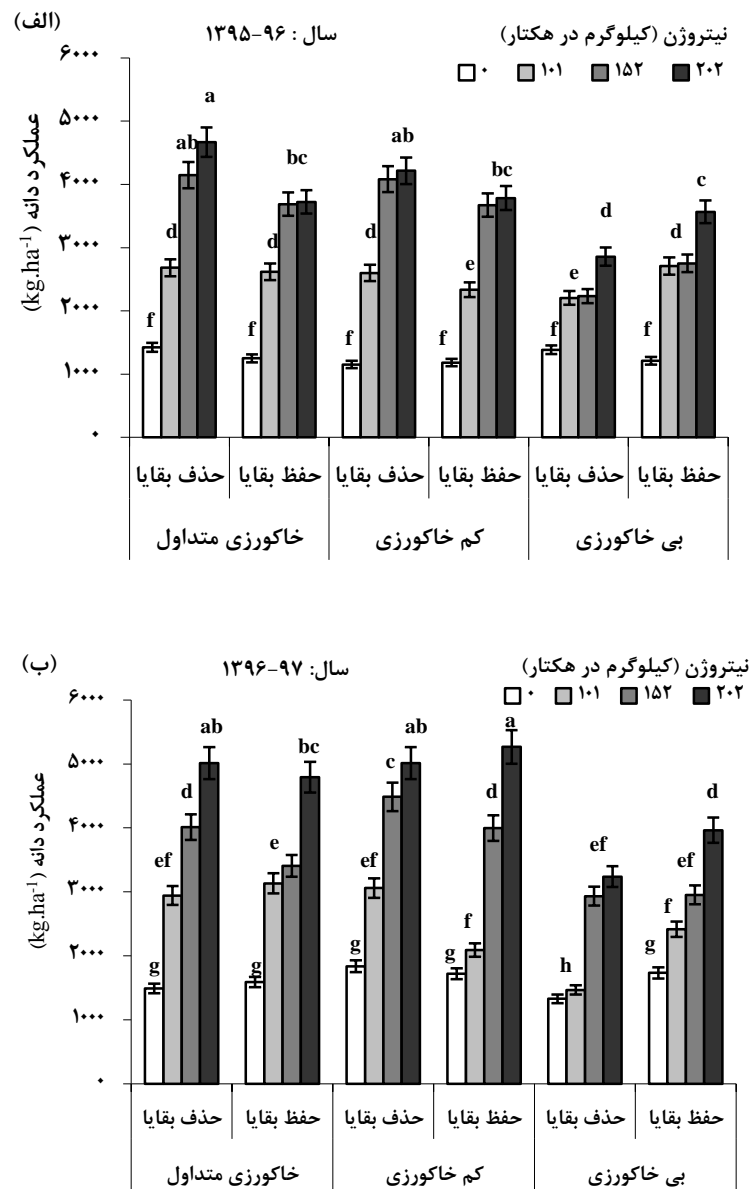 (الف)
سال : ۱۳۹۵-۹۶
نیتروژن (کیلوگرم در هکتار)
۰ ۱۰۱ ۱۵۲ ۲۰۲
عملکرد دانه (kg.ha-1)
۶۰۰۰
۵۰۰۰
۴۰۰۰
۳۰۰۰
۲۰۰۰
۱۰۰۰
۰
f d ab a
f d bc
f d ab
f e bc
f e d
f d c
حذف بقایا حفظ بقایا حذف بقایا حفظ بقایا حذف بقایا حفظ بقایا
خاکورزی متداول کم خاکورزی بی خاکورزی
(ب)
سال: ۱۳۹۶-۹۷
نیتروژن (کیلوگرم در هکتار)
۰ ۱۰۱ ۱۵۲ ۲۰۲
عملکرد دانه (kg.ha-1)
۶۰۰۰
۵۰۰۰
۴۰۰۰
۳۰۰۰
۲۰۰۰
۱۰۰۰
۰
g ef d ab
g e bc
g ef c ab
g f d a
h ef
g f ef d
حذف بقایا حفظ بقایا حذف بقایا حفظ بقایا حذف بقایا حفظ بقایا
خاکورزی متداول کم خاکورزی بی خاکورزی